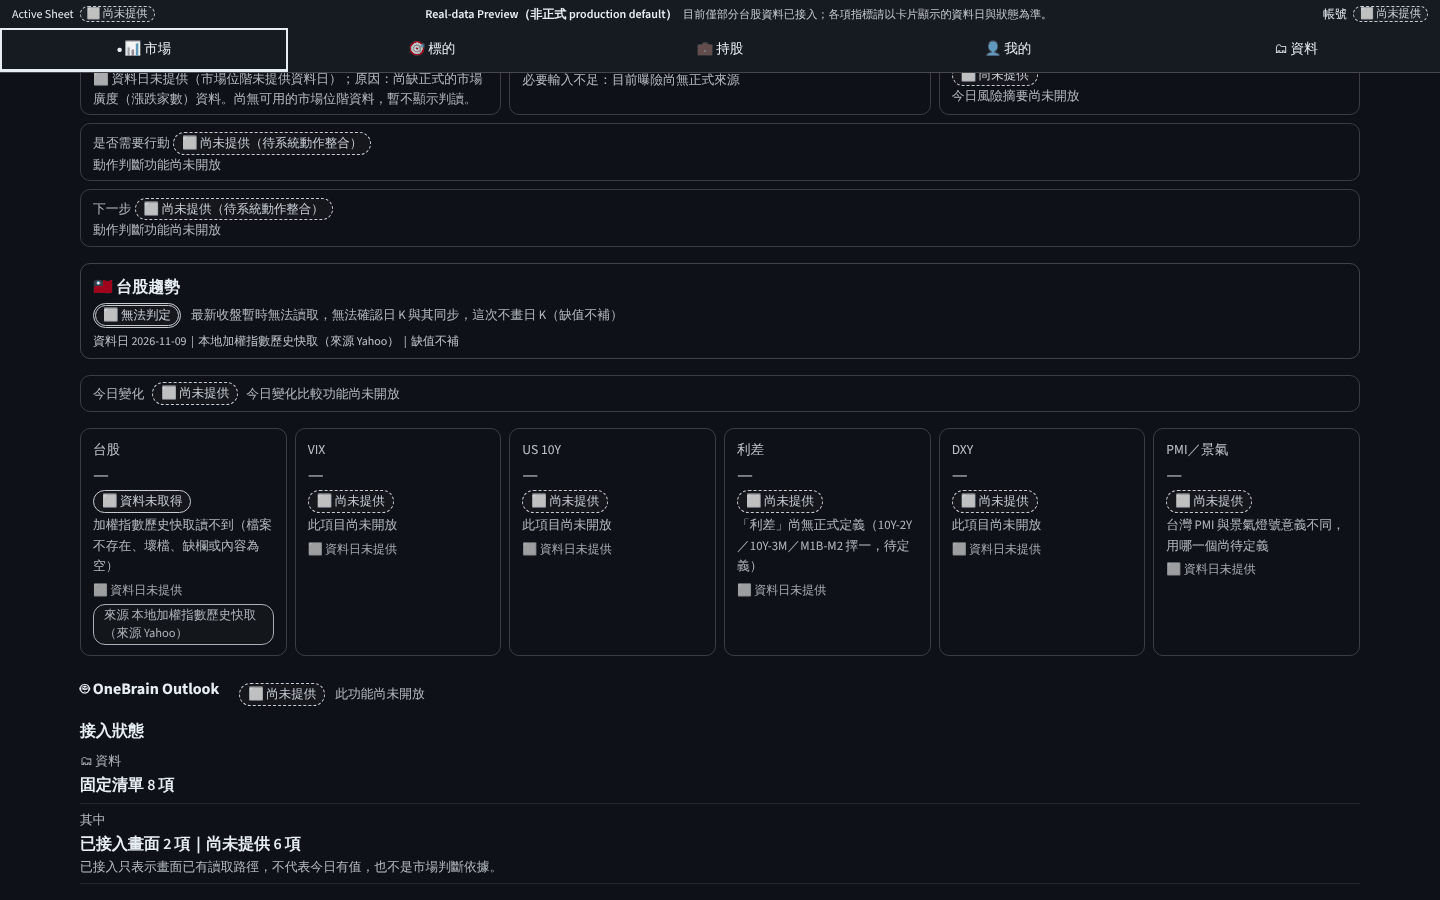 Active Sheet 尚未提供
Real-data Preview（非正式 production default） 目前僅部分台股資料已接入；各項指標請以卡片顯示的資料日與狀態為準。
帳號 尚未提供
市場
標的
持股
我的
資料
資料日未提供（市場位階未提供資料日）；原因：尚缺正式的市場
廣度（漲跌家數）資料。尚無可用的市場位階資料，暫不顯示判讀。
必要輸入不足：目前曝險尚無正式來源
尚未提供
今日風險摘要尚未開放
是否需要行動 尚未提供（待系統動作整合）
動作判斷功能尚未開放
下一步 尚未提供（待系統動作整合）
動作判斷功能尚未開放
台股趨勢
無法判定 最新收盤暫時無法讀取，無法確認日 K 與其同步，這次不畫日 K（缺值不補）
資料日 2026-11-09｜本地加權指數歷史快取（來源 Yahoo）｜缺值不補
今日變化 尚未提供 今日變化比較功能尚未開放
台股
—
資料未取得
加權指數歷史快取讀不到（檔案
不存在、壞檔、缺欄或內容為
空）
資料日未提供
來源 本地加權指數歷史快取
（來源 Yahoo）
VIX
—
尚未提供
此項目尚未開放
資料日未提供
US 10Y
—
尚未提供
此項目尚未開放
資料日未提供
利差
—
尚未提供
「利差」尚無正式定義（10Y-2Y
／10Y-3M／M1B-M2 擇一，待定
義）
資料日未提供
DXY
—
尚未提供
此項目尚未開放
資料日未提供
PMI／景氣
—
尚未提供
台灣 PMI 與景氣燈號意義不同，
用哪一個尚待定義
資料日未提供
OneBrain Outlook 尚未提供 此功能尚未開放
接入狀態
資料
固定清單 8 項
其中
已接入畫面 2 項｜尚未提供 6 項
已接入只表示畫面已有讀取路徑，不代表今日有值，也不是市場判斷依據。